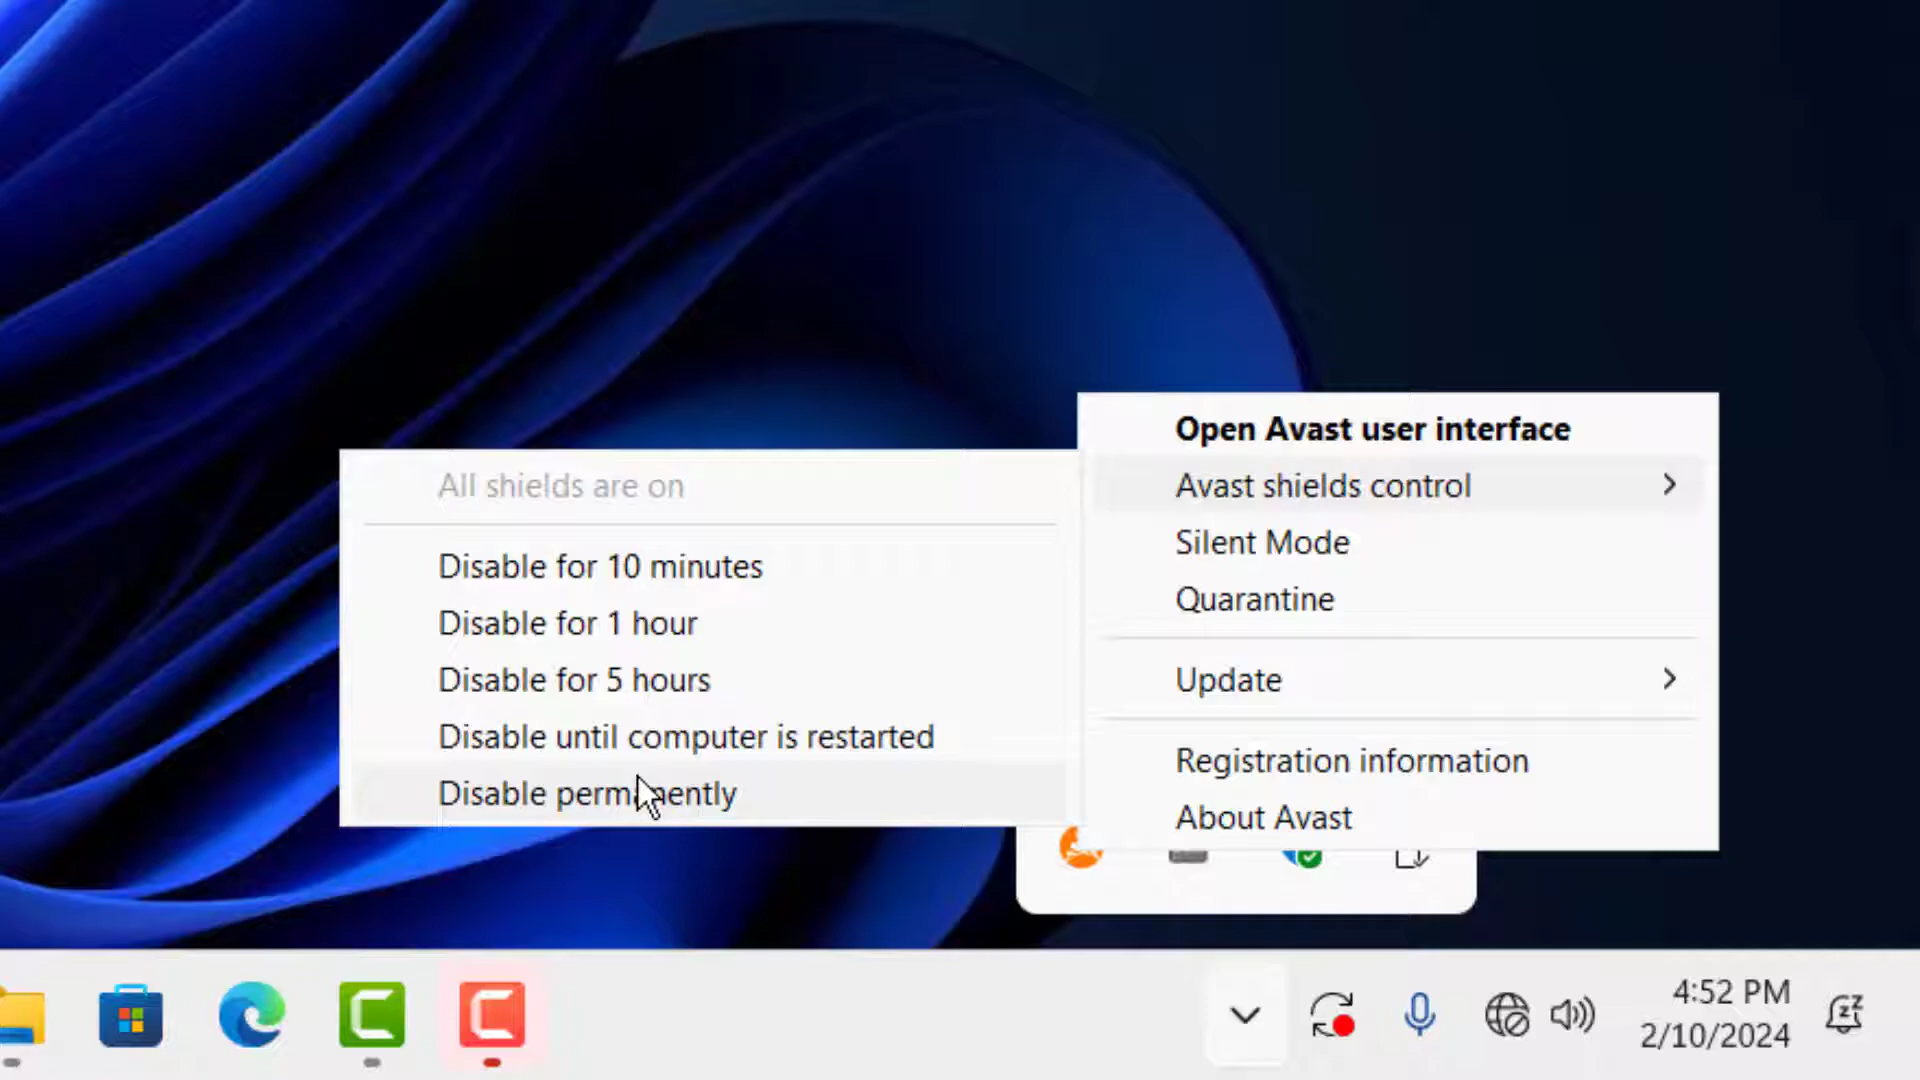 Open Avast user interface
Avast shields control
Silent Mode
Quarantine
Update
Registration information
About Avast
All shields are on
Disable for 10 minutes
Disable for 1 hour
Disable for 5 hours
Disable until computer is restarted
Disable permanently
4:52 PM
2/10/2024